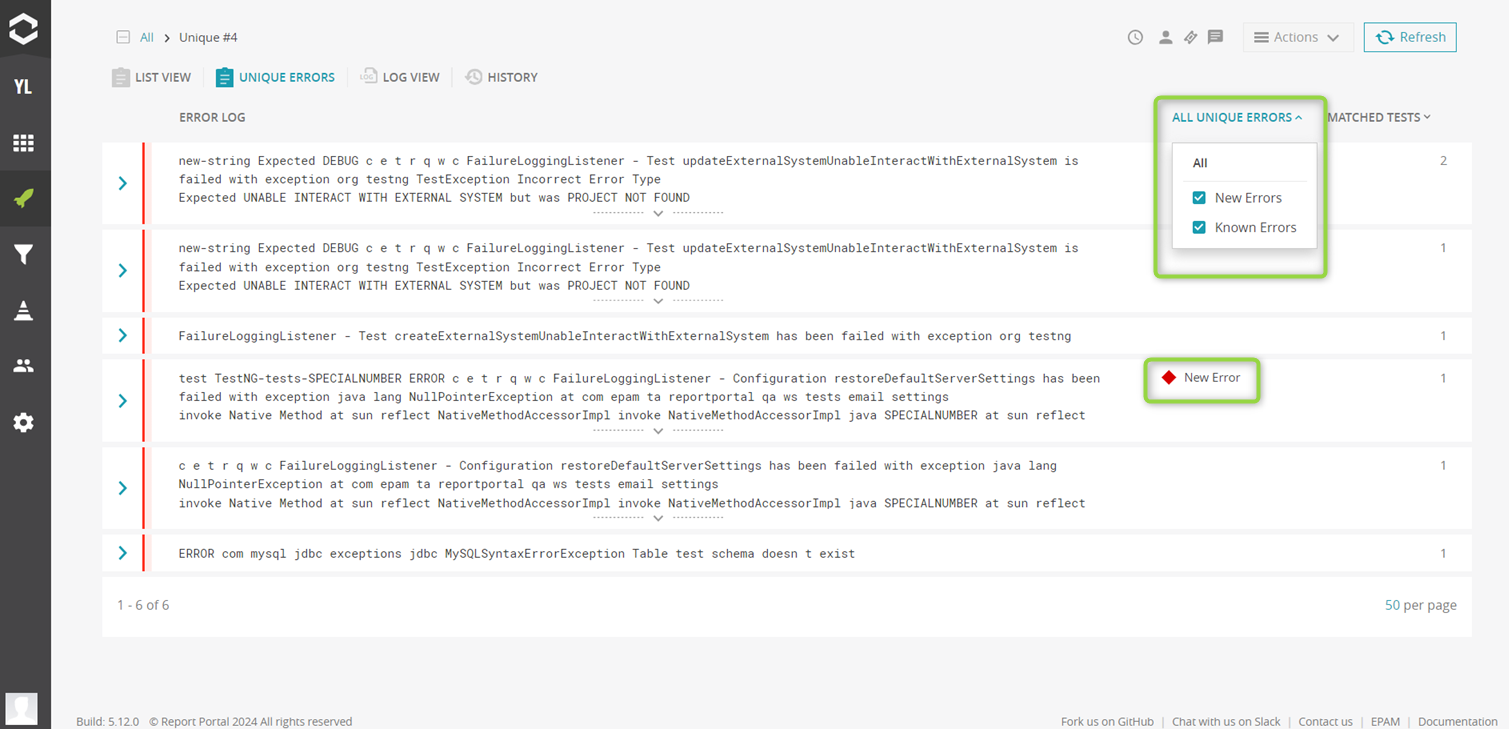 All > Unique #4
Actions
Refresh
YL
LIST VIEW
UNIQUE ERRORS
LOG
LOG VIEW
HISTORY
ERROR LOG
ALL UNIQUE ERRORS
MATCHED TESTS
All
New Errors
Known Errors
new-string Expected DEBUG c e t r q w c FailureLoggingListener - Test updateExternalSystemUnableInteractWithExternalSystem is
failed with exception org testng TestException Incorrect Error Type
Expected UNABLE INTERACT WITH EXTERNAL SYSTEM but was PROJECT NOT FOUND
2
new-string Expected DEBUG c e t r q w c FailureLoggingListener - Test updateExternalSystemUnableInteractWithExternalSystem is
failed with exception org testng TestException Incorrect Error Type
Expected UNABLE INTERACT WITH EXTERNAL SYSTEM but was PROJECT NOT FOUND
1
FailureLoggingListener - Test createExternalSystemUnableInteractWithExternalSystem has been failed with exception org testng
1
test TestNG-tests-SPECIALNUMBER ERROR c e t r q w c FailureLoggingListener - Configuration restoreDefaultServerSettings has been
failed with exception java lang NullPointerException at com epam ta reportportal qa ws tests email settings
invoke Native Method at sun reflect NativeMethodAccessorImpl invoke NativeMethodAccessorImpl java SPECIALNUMBER at sun reflect
New Error
1
c e t r q w c FailureLoggingListener - Configuration restoreDefaultServerSettings has been failed with exception java lang
NullPointerException at com epam ta reportportal qa ws tests email settings
invoke Native Method at sun reflect NativeMethodAccessorImpl invoke NativeMethodAccessorImpl java SPECIALNUMBER at sun reflect
1
ERROR com mysql jdbc exceptions jdbc MySQLSyntaxErrorException Table test schema doesn t exist
1
1 - 6 of 6
50 per page
Build: 5.12.0 © Report Portal 2024 All rights reserved
Fork us on GitHub | Chat with us on Slack | Contact us | EPAM | Documentation